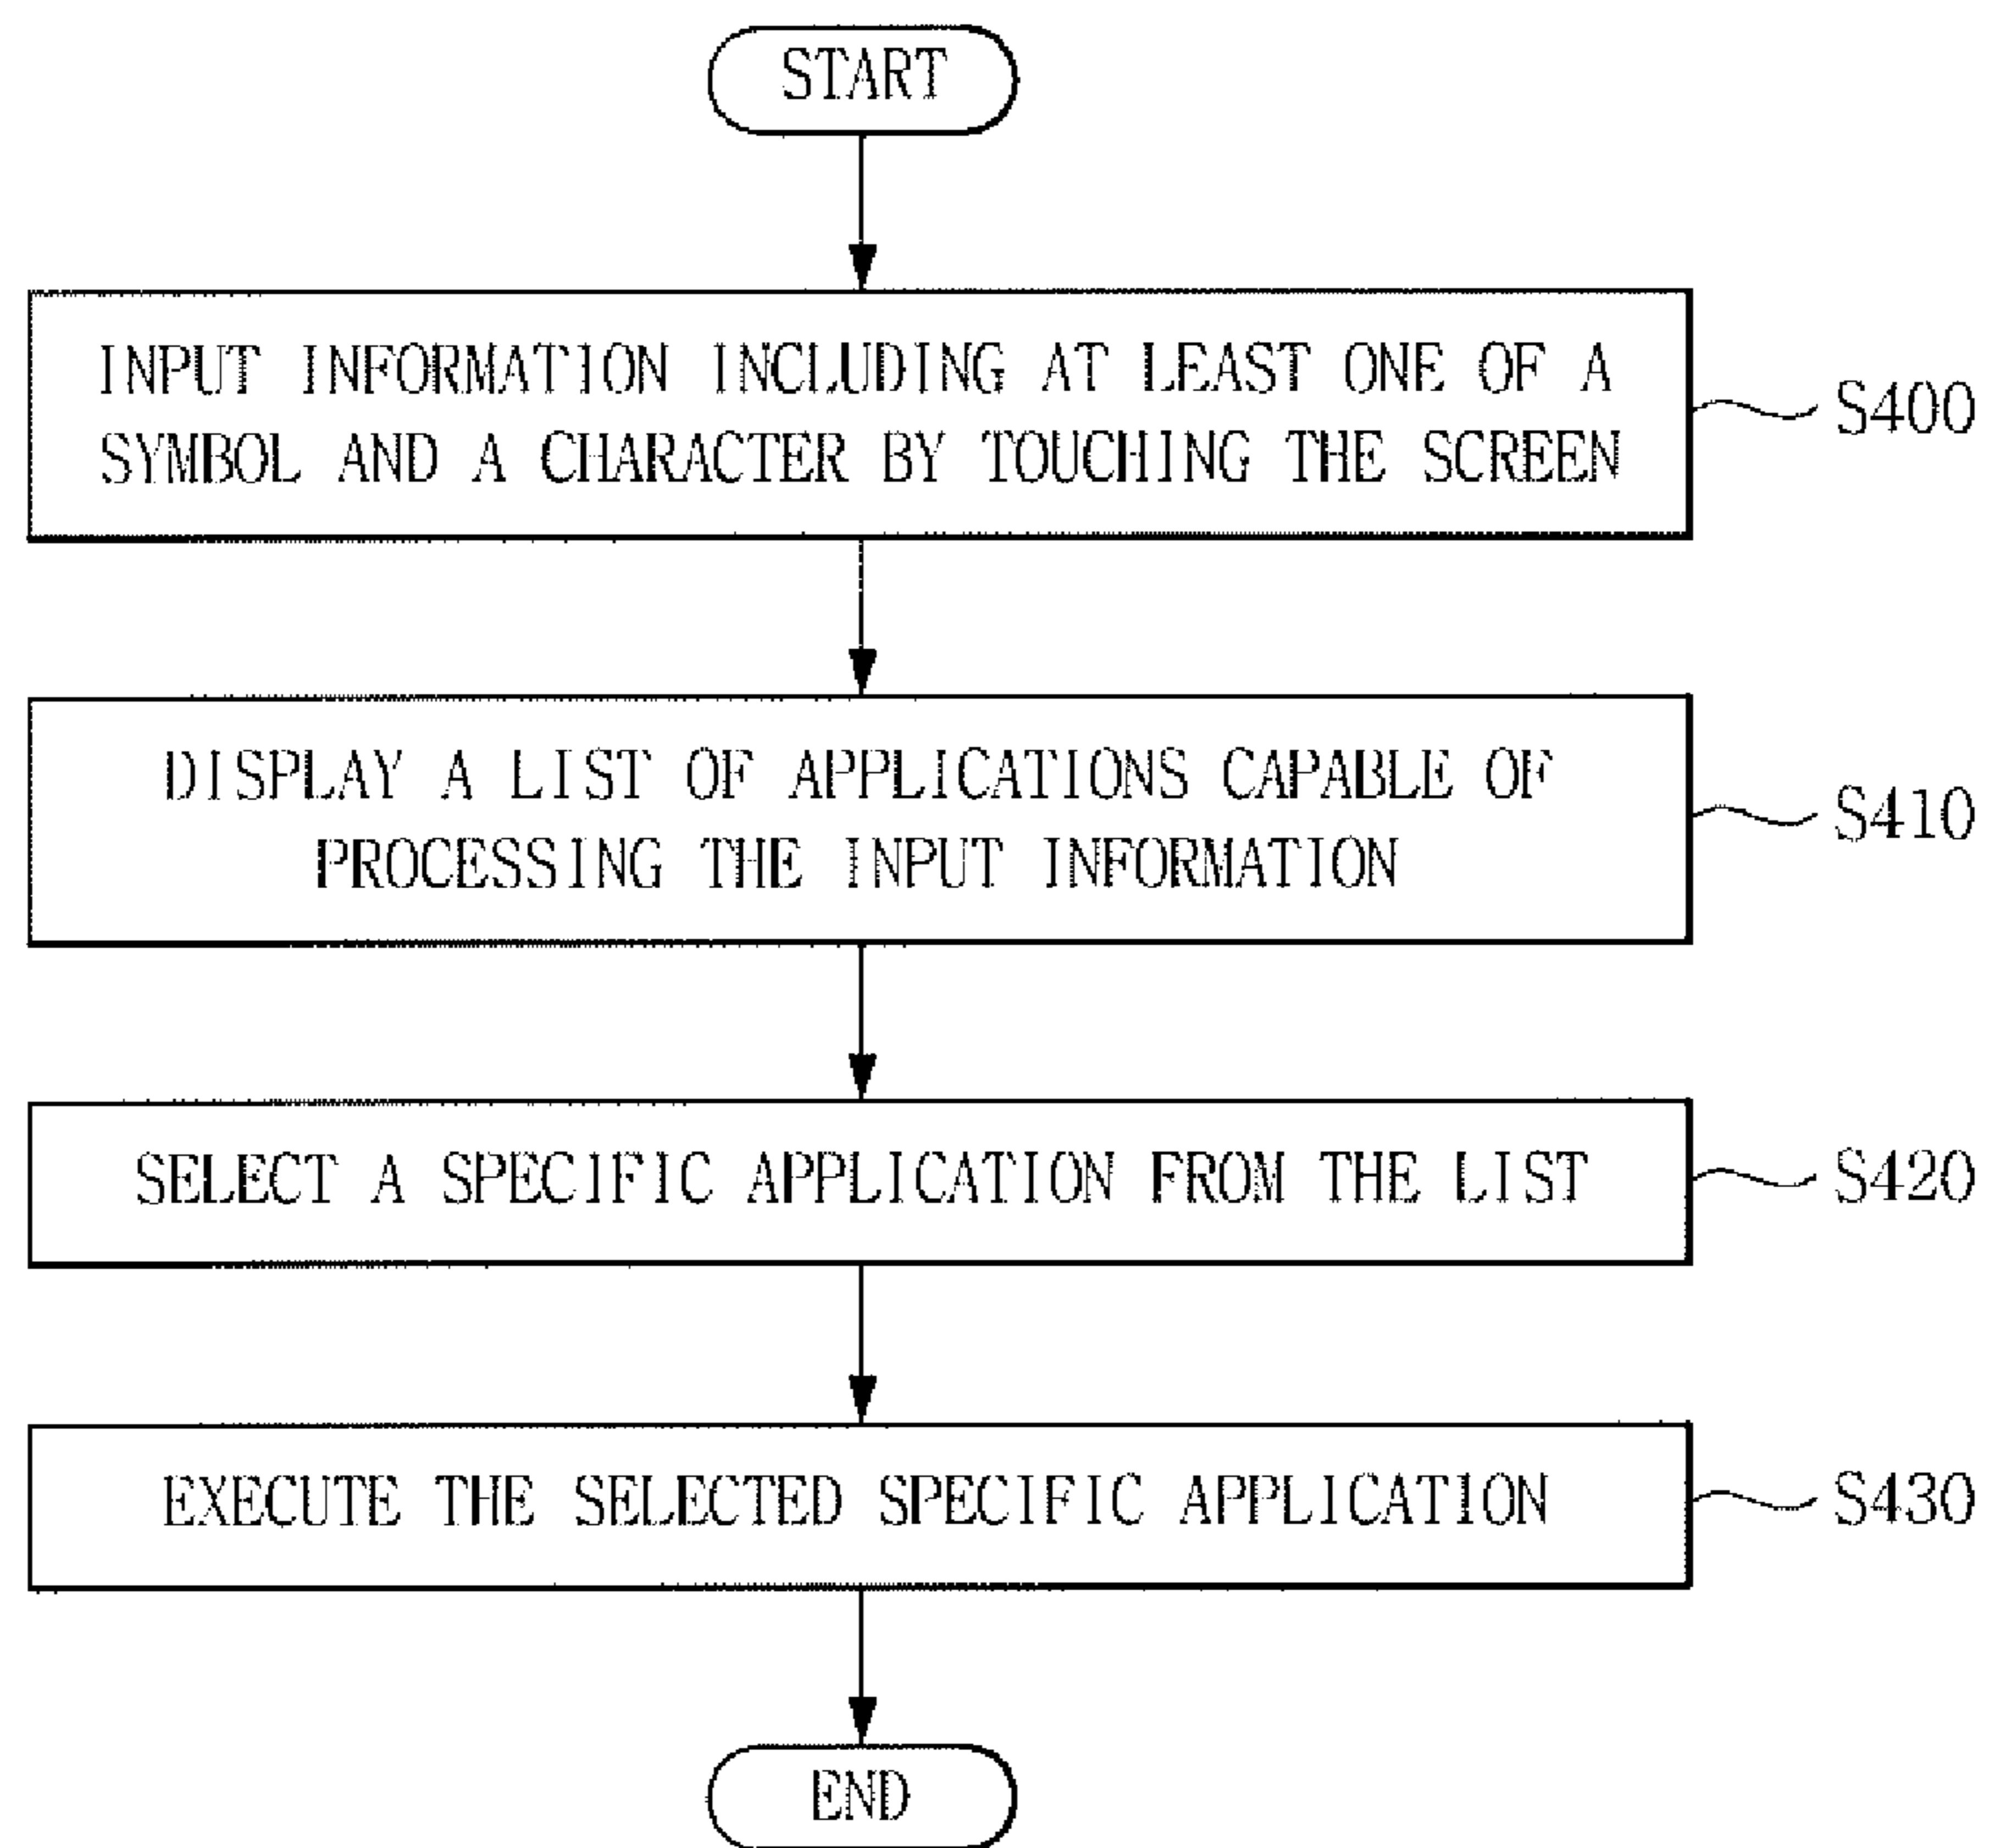 START
INPUT INFORMATION INCLUDING AT LEAST ONE OF A
SYMBOL AND A CHARACTER BY TOUCHING THE SCREEN
S400
DISPLAY A LIST OF APPLICATIONS CAPABLE OF
PROCESSING THE INPUT INFORMATION
S410
SELECT A SPECIFIC APPLICATION FROM THE LIST
S420
EXECUTE THE SELECTED SPECIFIC APPLICATION
S430
END